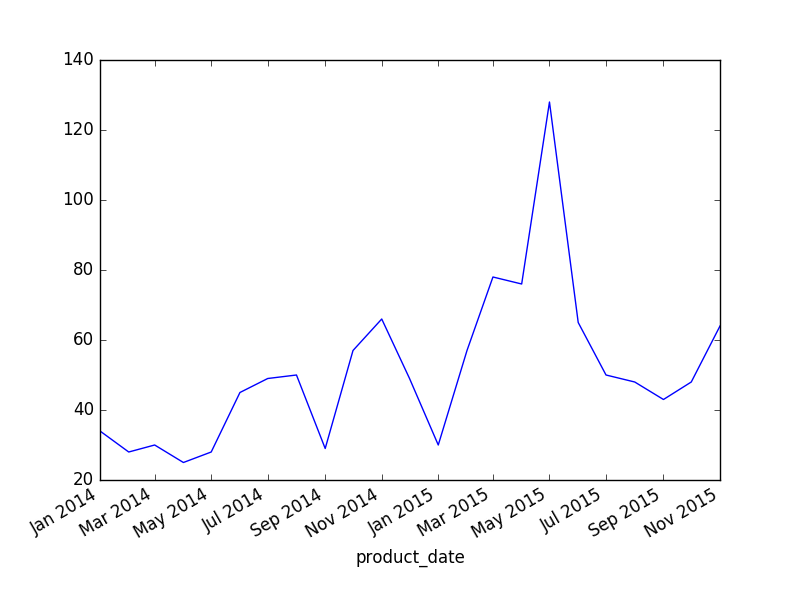 140
120
100
80
60
40
20
Jan 2014
Mar 2014
May 2014
Jul 2014
Sep 2014
Nov 2014
Jan 2015
Mar 2015
May 2015
Jul 2015
Sep 2015
Nov 2015
product_date